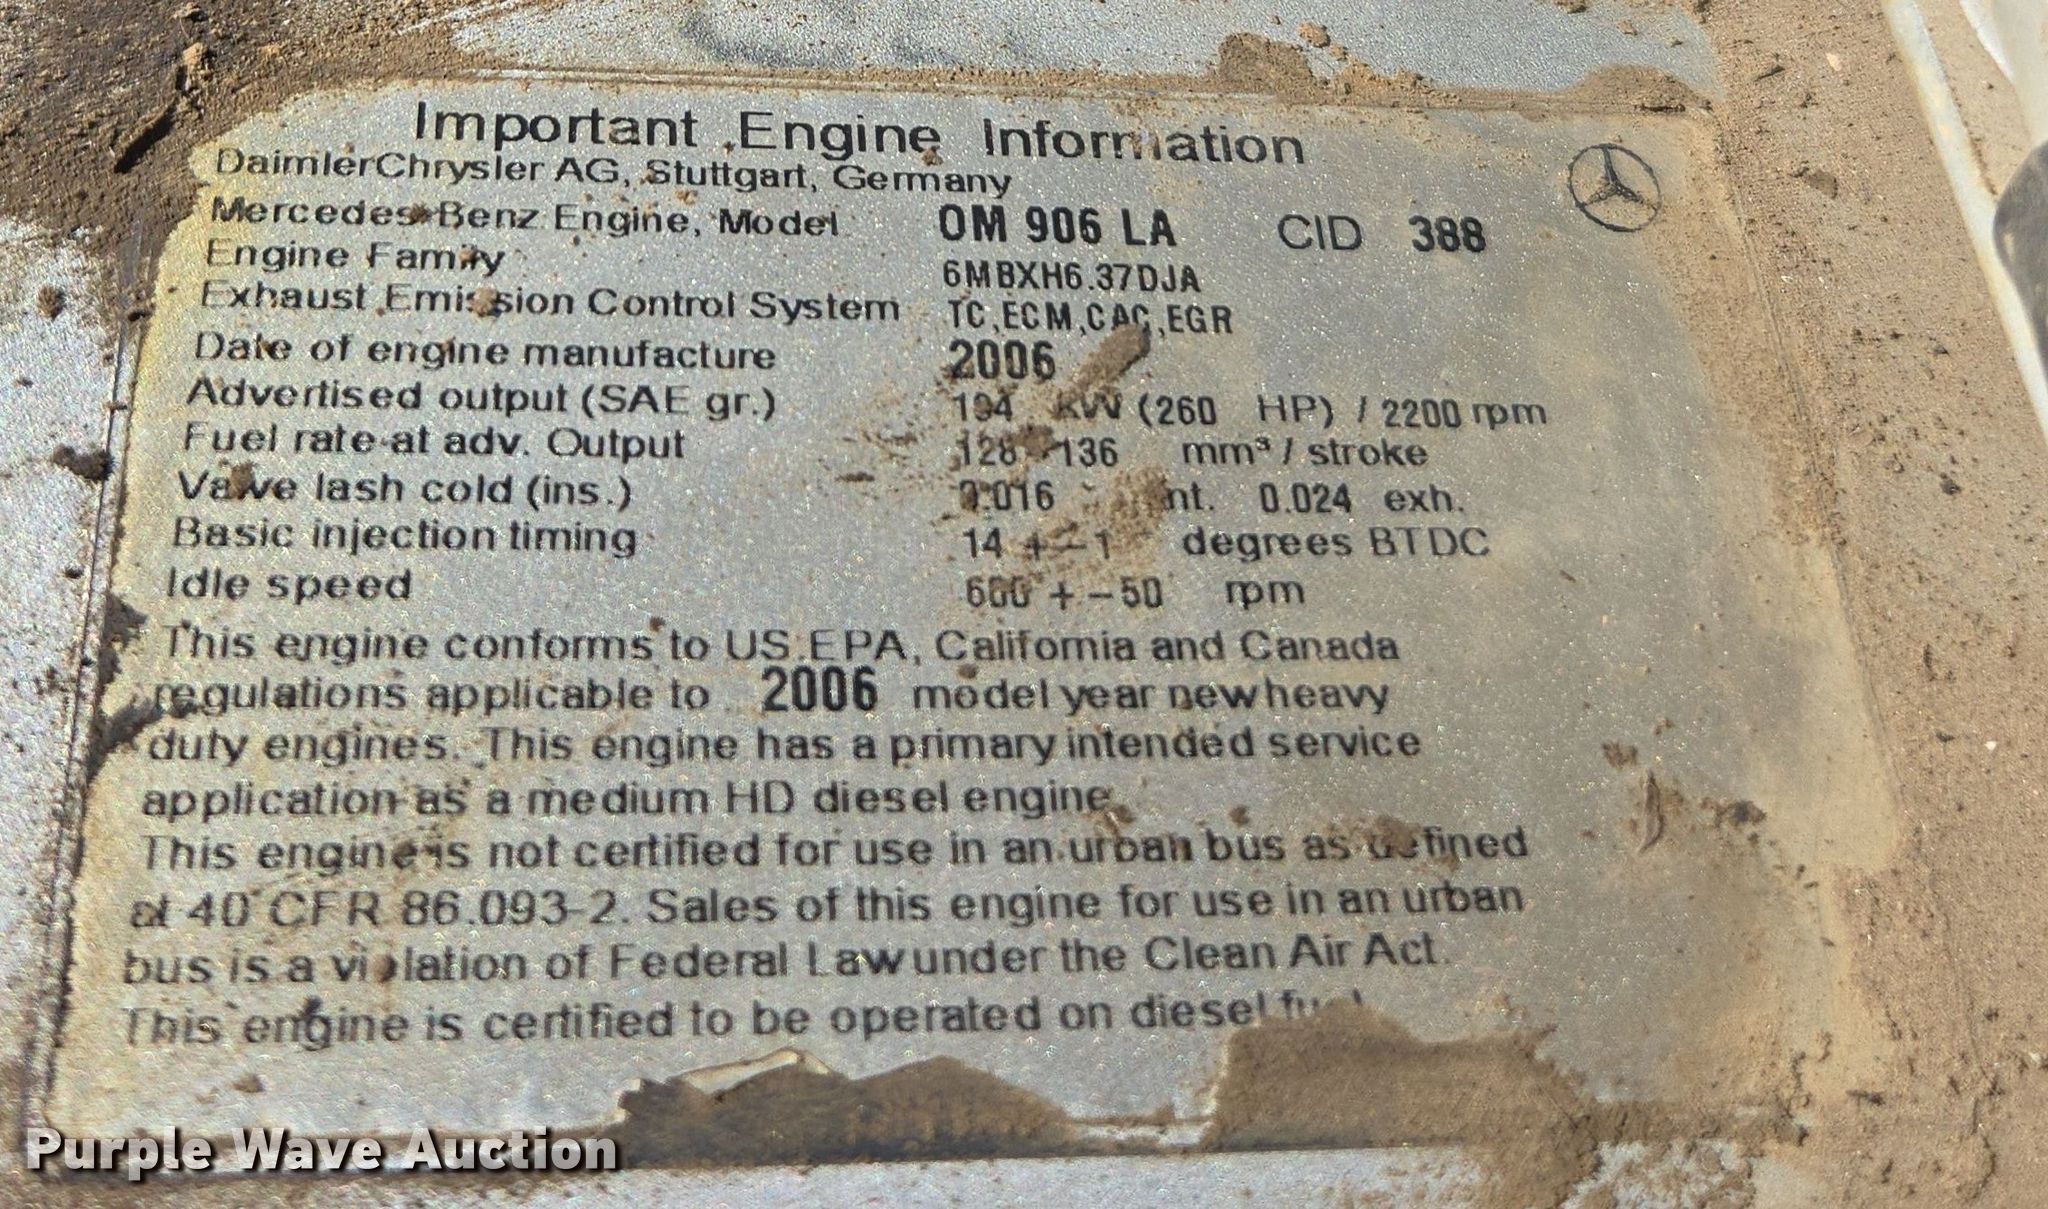 Important Engine Information
DaimlerChrysler AG, Stuttgart, Germany
Mercedes-Benz Engine, Model OM 906 LA CID 388
Engine Family 6MBXH6.37DJA
Exhaust Emission Control System TC,ECM,CAC,EGR
Date of engine manufacture 2006
Advertised output (SAE gr.) 194 kW (260 HP) / 2200 rpm
Fuel rate at adv. Output 128 136 mm³ / stroke
Valve lash cold (ins.) 0.016 int. 0.024 exh.
Basic injection timing 14 +-1 degrees BTDC
Idle speed +-50 rpm
This engine conforms to US EPA, California and Canada
regulations applicable to 2006 model year new heavy
duty engines. This engine has a primary intended service
application as a medium HD diesel engine
This engine is not certified for use in an urban bus as defined
at 40 CFR 86.093-2. Sales of this engine for use in an urban
bus is a violation of Federal Law under the Clean Air Act.
This engine is certified to be operated on diesel fuel
Purple Wave Auction